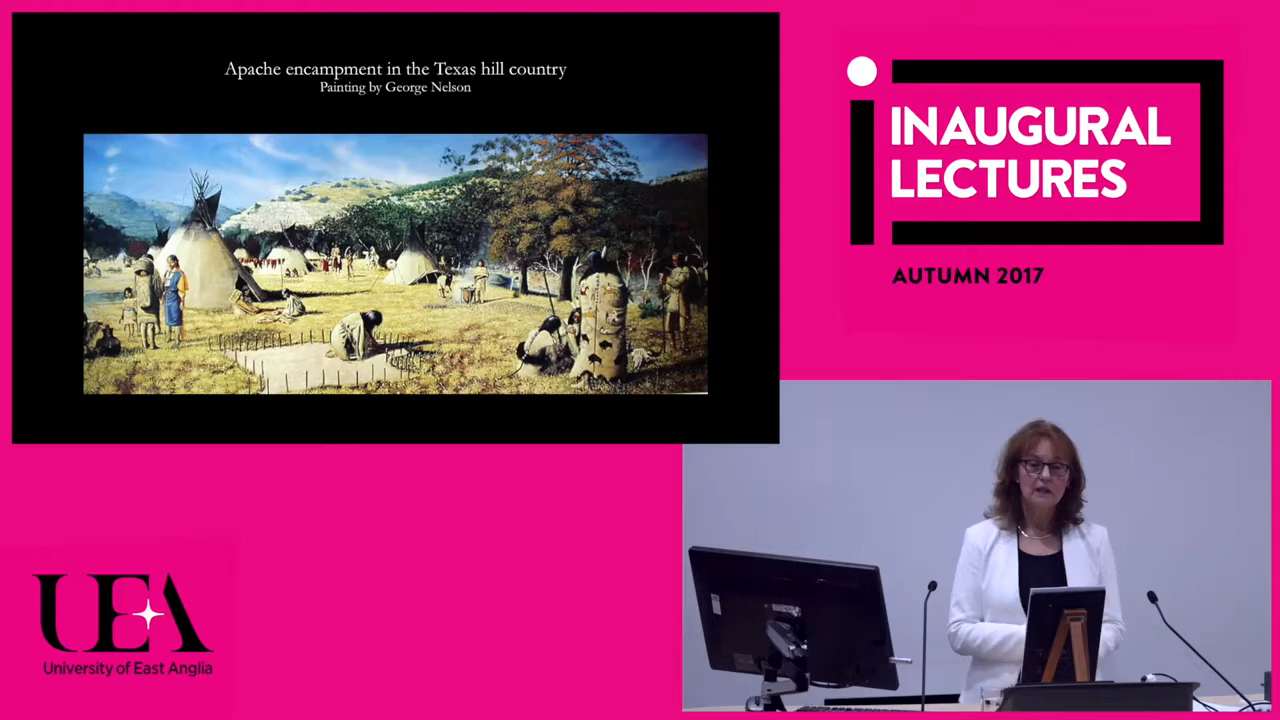 Apache encampment in the Texas hill country
Painting by George Nelson
INAUGURAL
LECTURES
AUTUMN 2017
UEA
University of East Anglia